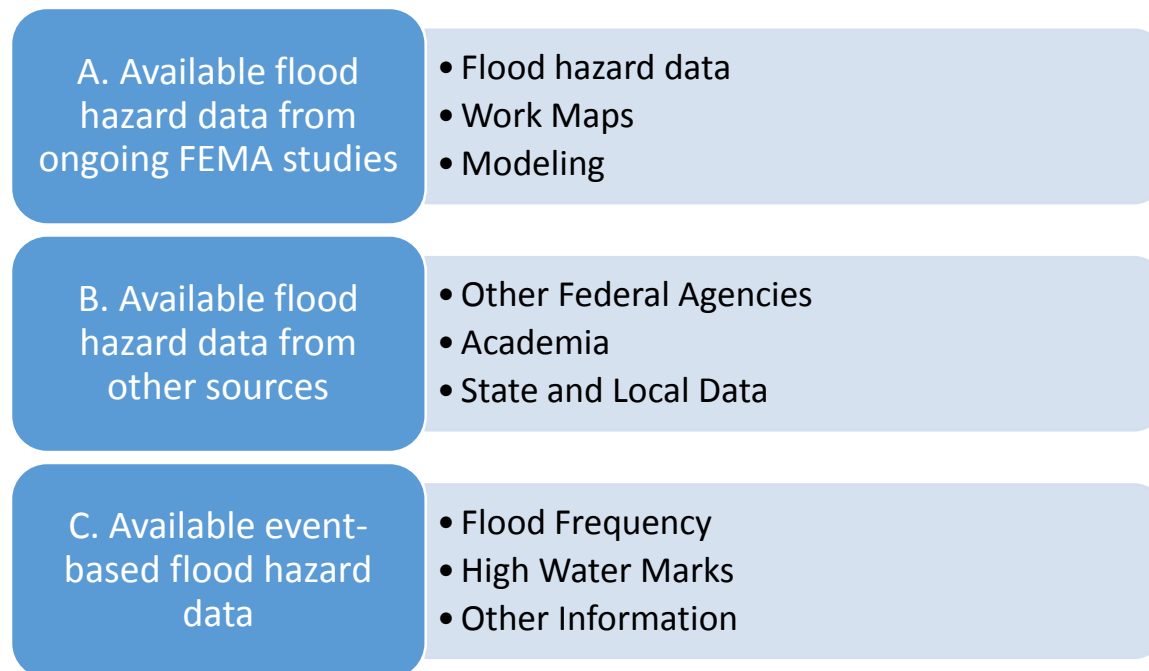 A. Available flood
hazard data from
ongoing FEMA studies
• Flood hazard data
• Work Maps
• Modeling
B. Available flood
hazard data from
other sources
• Other Federal Agencies
• Academia
• State and Local Data
C. Available event-
based flood hazard
data
• Flood Frequency
• High Water Marks
• Other Information